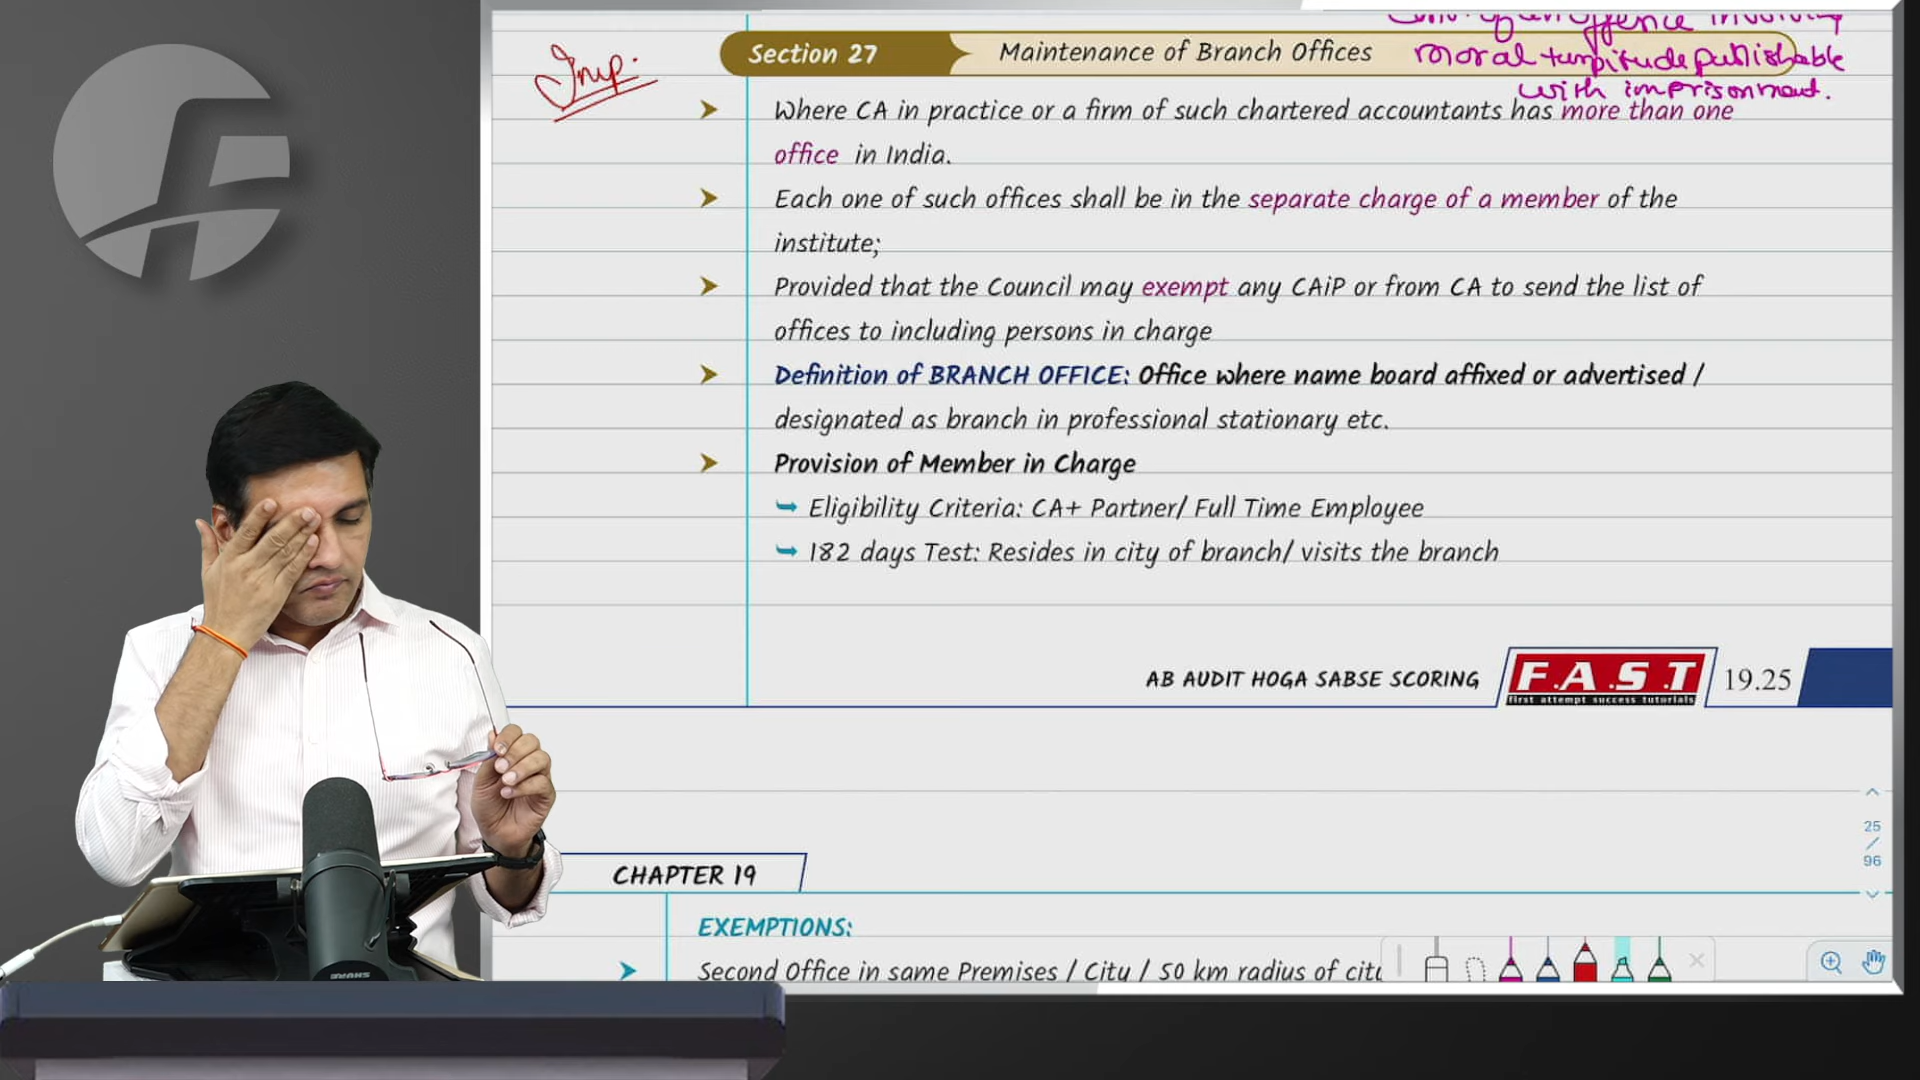 Conv. of an offence involving
moral turpitude punishable
with imprisonment.
Imp.
Section 27 Maintenance of Branch Offices
Where CA in practice or a firm of such chartered accountants has more than one
office in India.
Each one of such offices shall be in the separate charge of a member of the
institute;
Provided that the Council may exempt any CAiP or from CA to send the list of
offices to including persons in charge
Definition of BRANCH OFFICE: Office where name board affixed or advertised /
designated as branch in professional stationary etc.
Provision of Member in Charge
Eligibility Criteria: CA+ Partner/ Full Time Employee
182 days Test: Resides in city of branch/ visits the branch
AB AUDIT HOGA SABSE SCORING F.A.S.T 19.25
first attempt success tutorials
25
/
96
CHAPTER 19
EXEMPTIONS:
Second Office in same Premises / City / 50 km radius of city